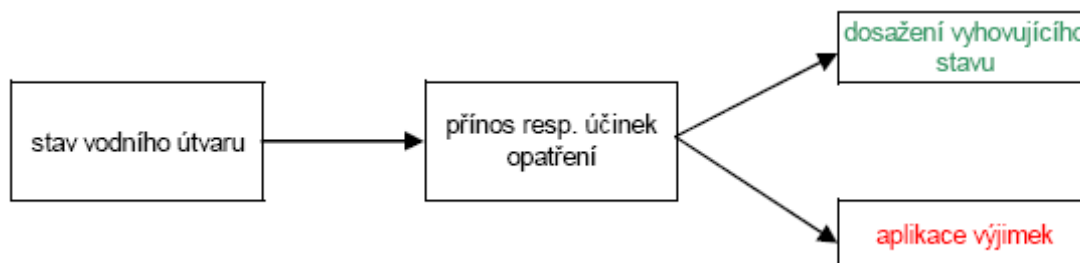 stav vodního útvaru
přínos resp. účinek
opatření
dosažení vyhovujícího
stavu
aplikace výjimek